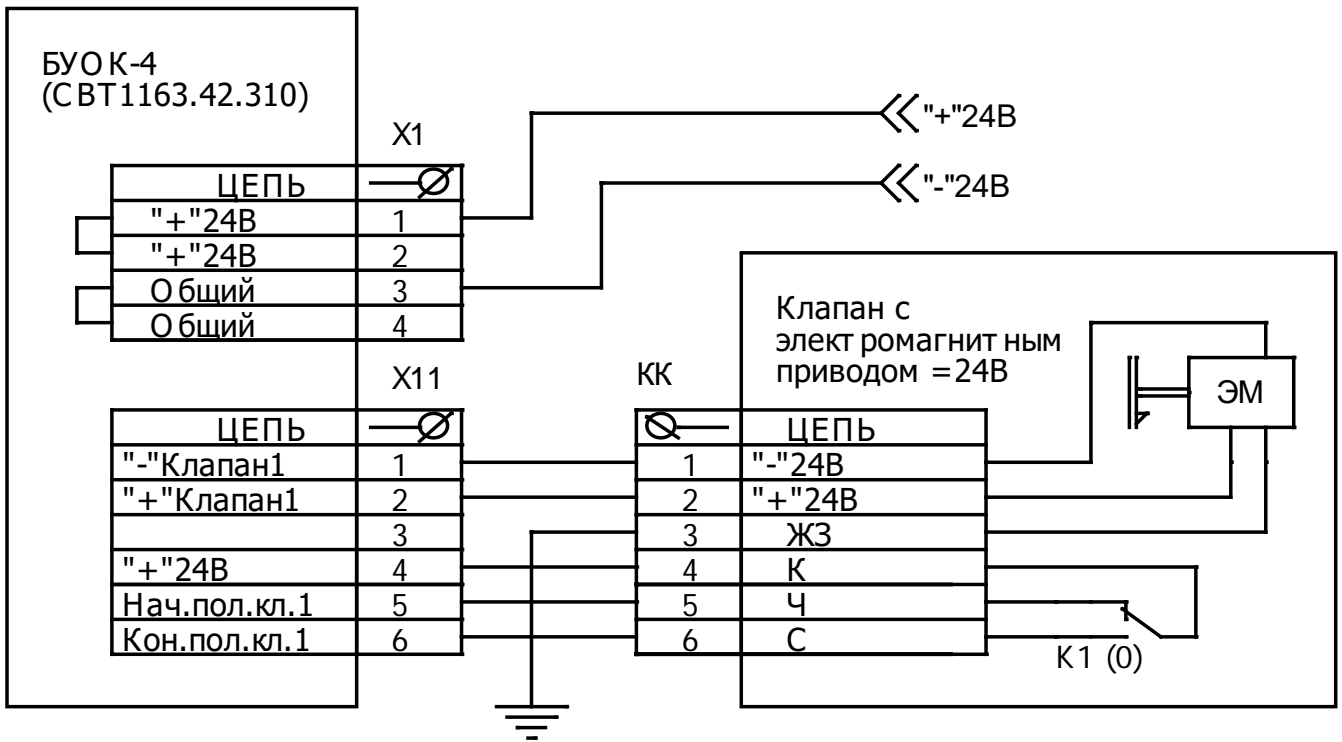 БУОК-4
(СВТ1163.42.310)
"+"24В
"-"24В
X1
ЦЕПЬ
"+"24В 1
"+"24В 2
Общий 3
Общий 4
Клапан с
электромагнитным
приводом =24В
ЭМ
X11
КК
ЦЕПЬ ЦЕПЬ
"-"Клапан1 1 1 "-"24В
"+"Клапан1 2 2 "+"24В
3 3 ЖЗ
"+"24В 4 4 К
Нач.пол.кл.1 5 5 Ч
Кон.пол.кл.1 6 6 С
К1 (0)